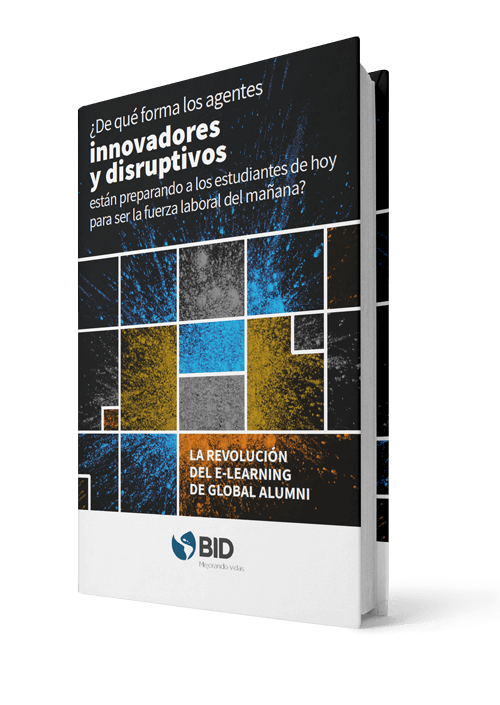 ¿De qué forma los agentes
innovadores
y disruptivos
están preparando a los estudiantes de hoy
para ser la fuerza laboral del mañana?
LA REVOLUCIÓN
DEL E-LEARNING
DE GLOBAL ALUMNI
BID
Mejorando vidas